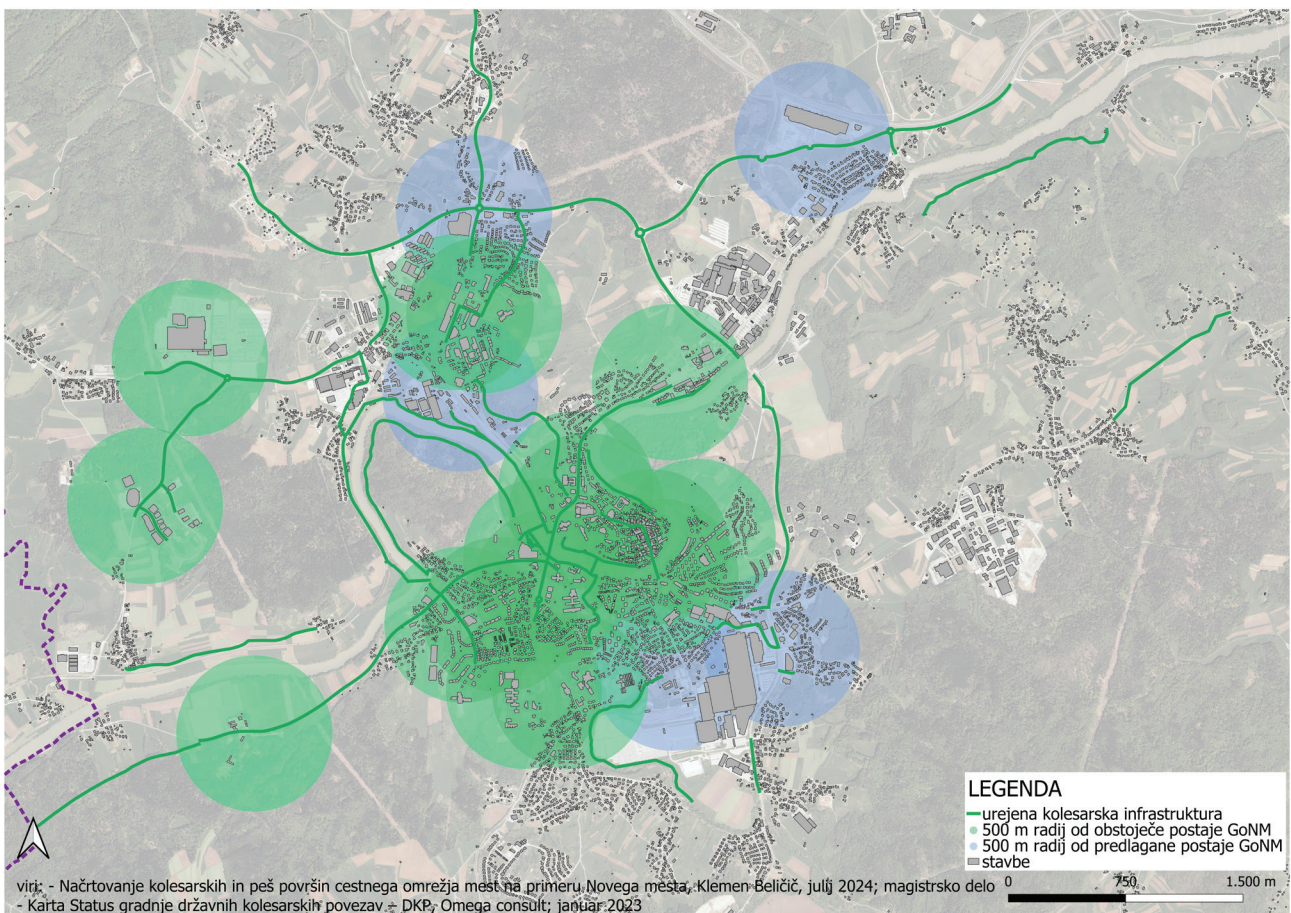 LEGENDA
urejena kolesarska infrastruktura
500 m radij od obstoječe postaje GoNM
500 m radij od predlagane postaje GoNM
stavbe
viri: - Načrtovanje kolesarskih in peš površin cestnega omrežja mest na primeru Novega mesta, Klemen Beličič, julij 2024; magistrsko delo
- Karta Status gradnje državnih kolesarskih povezav – DKP, Omega consult; januar 2023
0 750 1.500 m